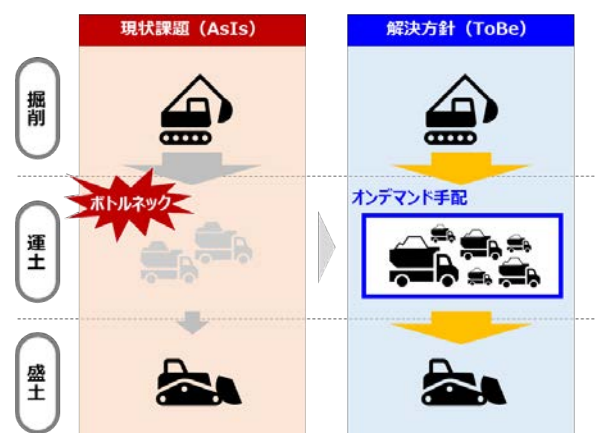 現状課題（AsIs）
解決方針（ToBe）
掘削
ボトルネック
オンデマンド手配
運土
盛土